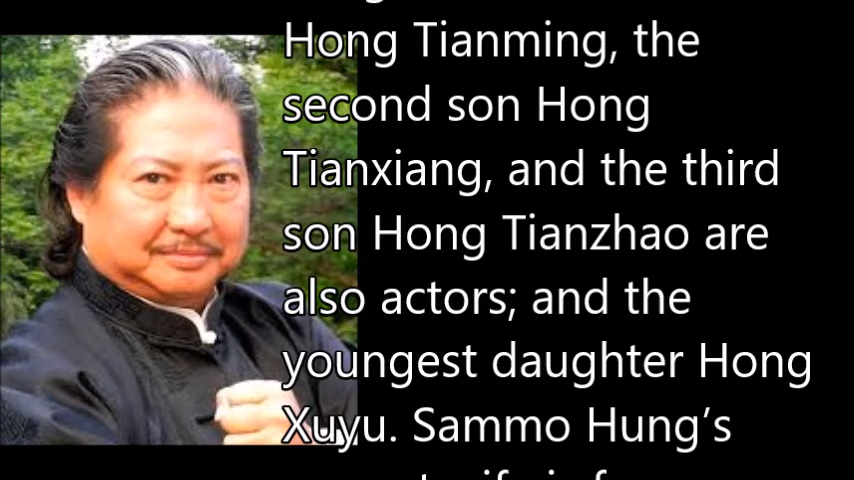 Hong Tianming, the
second son Hong
Tianxiang, and the third
son Hong Tianzhao are
also actors; and the
youngest daughter Hong
Xuyu. Sammo Hung’s